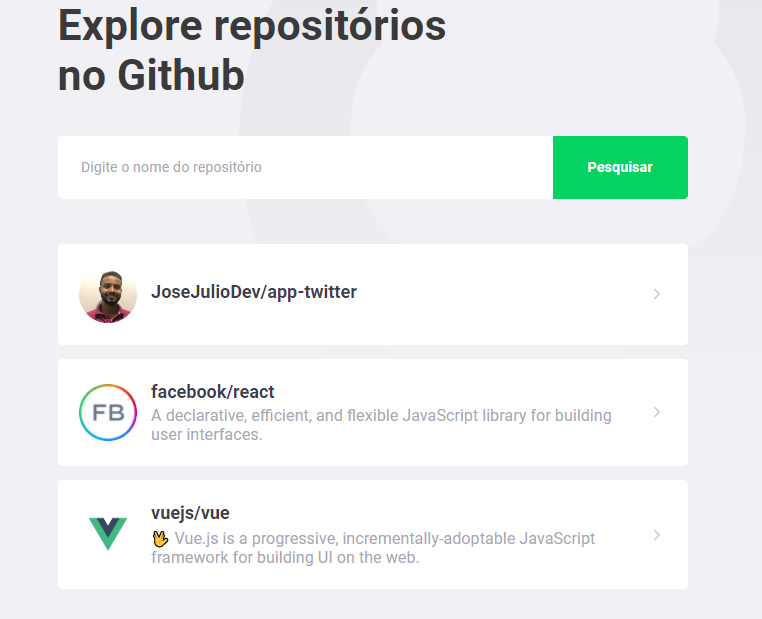 Explore repositórios
no Github
Digite o nome do repositório
Pesquisar
JoseJulioDev/app-twitter
FB
facebook/react
A declarative, efficient, and flexible JavaScript library for building
user interfaces.
vuejs/vue
🖖 Vue.js is a progressive, incrementally-adoptable JavaScript
framework for building UI on the web.